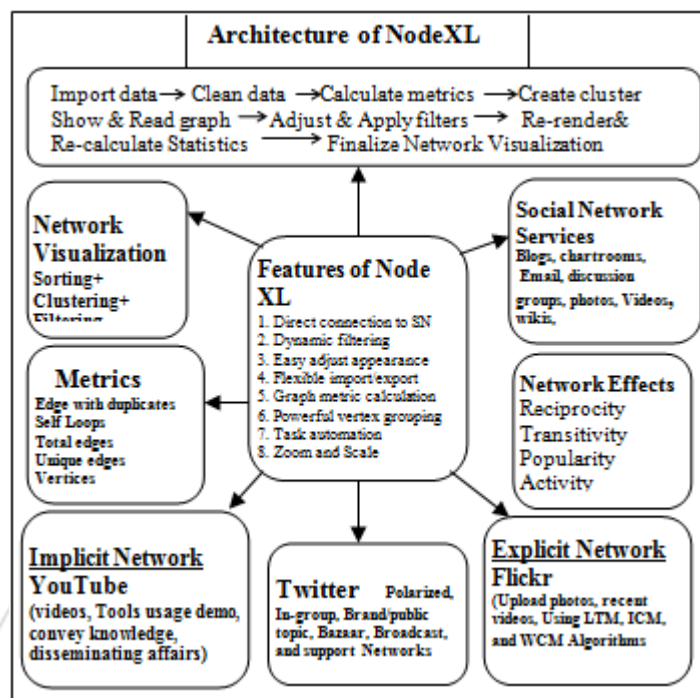 Architecture of NodeXL
Import data → Clean data → Calculate metrics → Create cluster
Show & Read graph → Adjust & Apply filters → Re-render&
Re-calculate Statistics → Finalize Network Visualization
Network
Visualization
Sorting+
Clustering+
Filtering
Social Network
Services
Blogs, chartrooms,
Email, discussion
groups, photos, Videos,
wikis,
Features of Node
XL
1. Direct connection to SN
2. Dynamic filtering
3. Easy adjust appearance
4. Flexible import/export
5. Graph metric calculation
6. Powerful vertex grouping
7. Task automation
8. Zoom and Scale
Metrics
Edge with duplicates
Self Loops
Total edges
Unique edges
Vertices
Network Effects
Reciprocity
Transitivity
Popularity
Activity
Implicit Network
YouTube
(videos, Tools usage demo,
convey knowledge,
disseminating affairs)
Twitter Polarized,
In-group, Brand/public
topic, Bazaar, Broadcast,
and support Networks
Explicit Network
Flickr
(Upload photos, recent
videos, Using LTM, ICM,
and WCM Algorithms